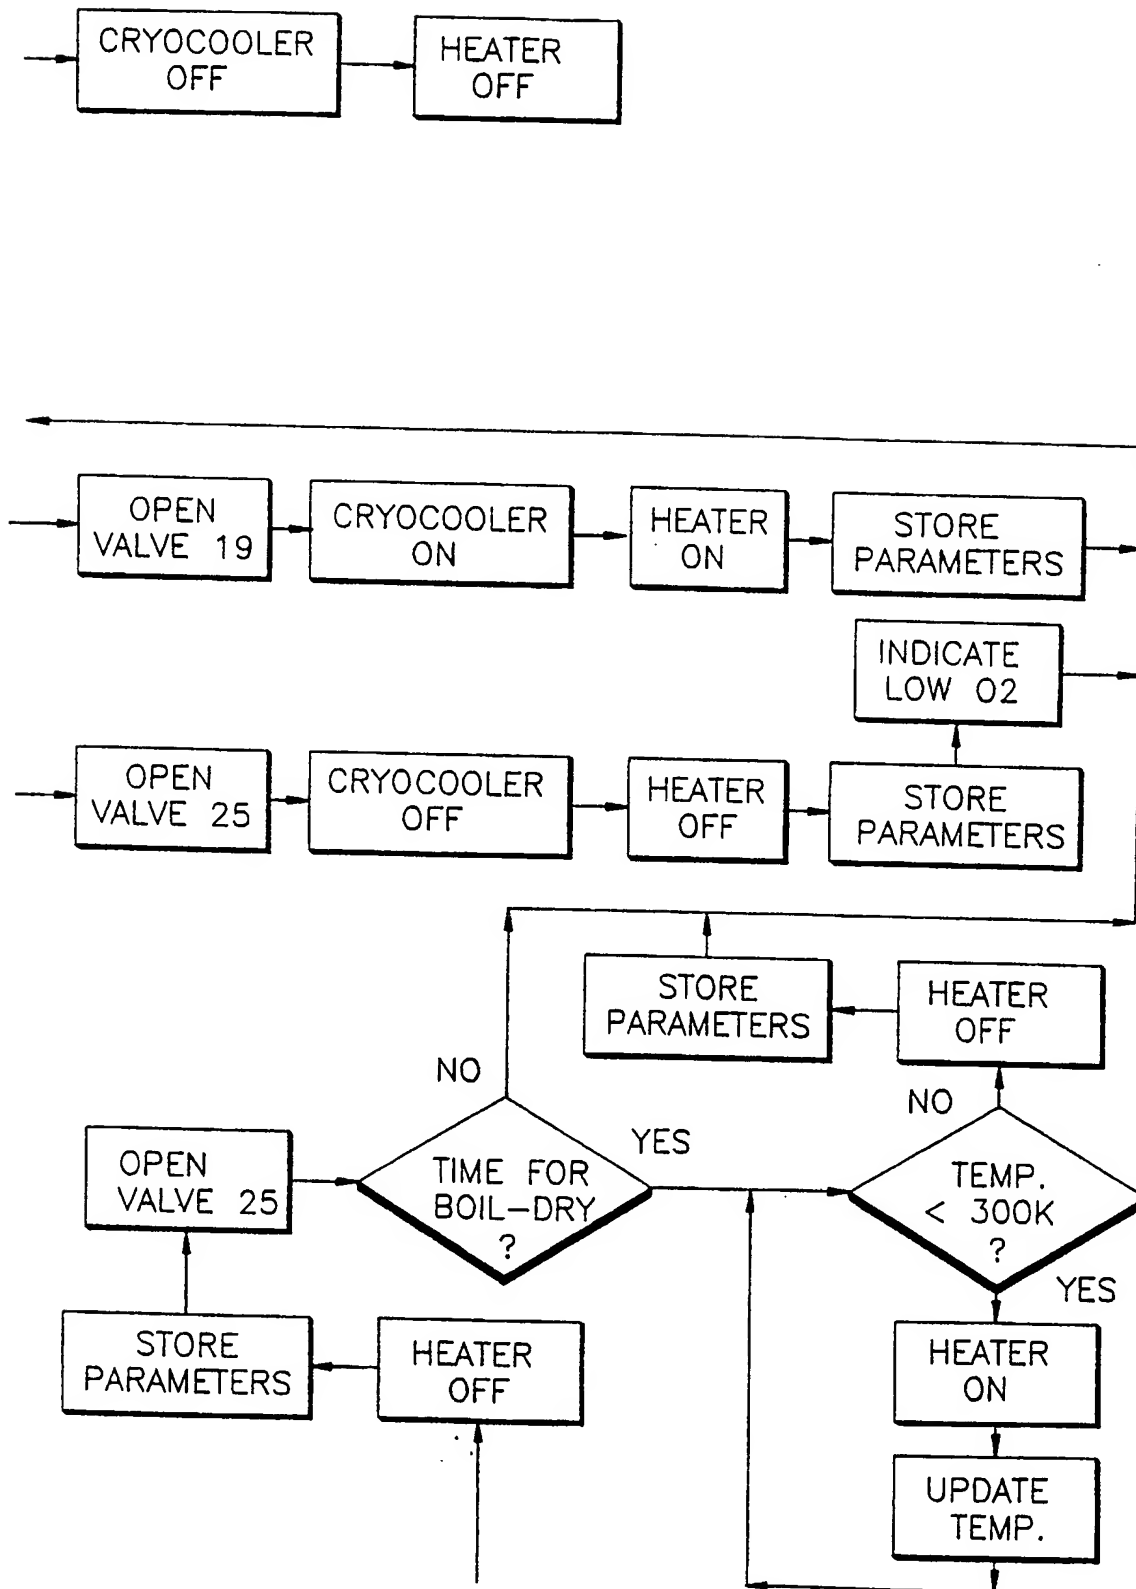 CRYOCOOLER
OFF
HEATER
OFF
OPEN
VALVE 19
CRYOCOOLER
ON
HEATER
ON
STORE
PARAMETERS
INDICATE
LOW O2
OPEN
VALVE 25
CRYOCOOLER
OFF
HEATER
OFF
STORE
PARAMETERS
STORE
PARAMETERS
HEATER
OFF
NO
NO
OPEN
VALVE 25
TIME FOR
BOIL-DRY
?
YES
TEMP.
< 300K
?
YES
STORE
PARAMETERS
HEATER
OFF
HEATER
ON
UPDATE
TEMP.